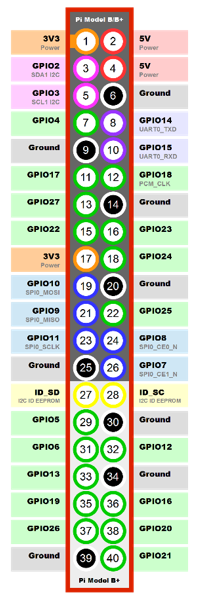 Pi Model B/B+
3V3 Power 1 2 5V Power
GPIO2 SDA1 I2C 3 4 5V Power
GPIO3 SCL1 I2C 5 6 Ground
GPIO4 7 8 GPIO14 UART0_TXD
Ground 9 10 GPIO15 UART0_RXD
GPIO17 11 12 GPIO18 PCM_CLK
GPIO27 13 14 Ground
GPIO22 15 16 GPIO23
3V3 Power 17 18 GPIO24
GPIO10 SPI0_MOSI 19 20 Ground
GPIO9 SPI0_MISO 21 22 GPIO25
GPIO11 SPI0_SCLK 23 24 GPIO8 SPI0_CE0_N
Ground 25 26 GPIO7 SPI0_CE1_N
ID_SD I2C ID EEPROM 27 28 ID_SC I2C ID EEPROM
GPIO5 29 30 Ground
GPIO6 31 32 GPIO12
GPIO13 33 34 Ground
GPIO19 35 36 GPIO16
GPIO26 37 38 GPIO20
Ground 39 40 GPIO21
Pi Model B+